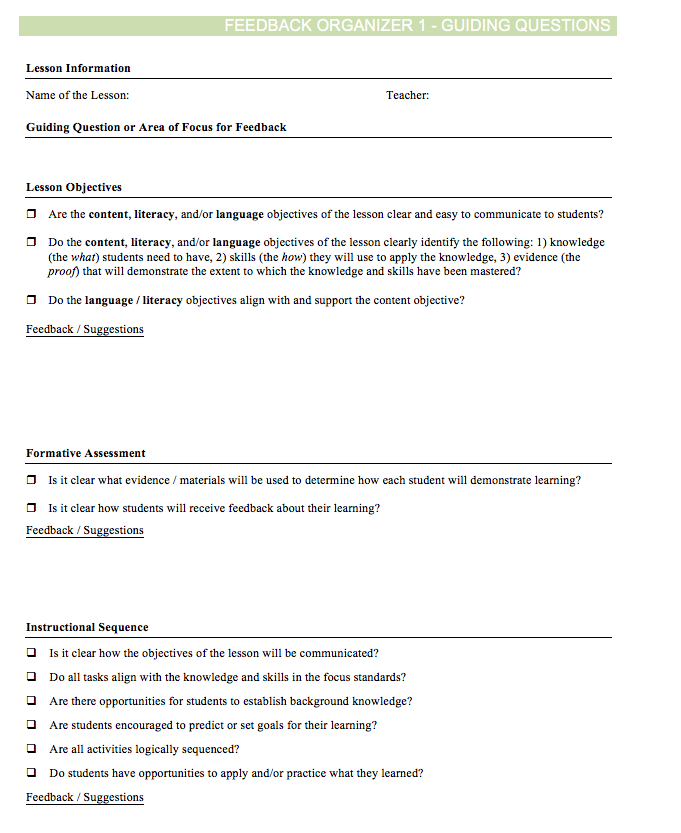 FEEDBACK ORGANIZER 1 - GUIDING QUESTIONS
Lesson Information
Name of the Lesson: Teacher:
Guiding Question or Area of Focus for Feedback
Lesson Objectives
Are the content, literacy, and/or language objectives of the lesson clear and easy to communicate to students?
Do the content, literacy, and/or language objectives of the lesson clearly identify the following: 1) knowledge
(the what) students need to have, 2) skills (the how) they will use to apply the knowledge, 3) evidence (the
proof) that will demonstrate the extent to which the knowledge and skills have been mastered?
Do the language / literacy objectives align with and support the content objective?
Feedback / Suggestions
Formative Assessment
Is it clear what evidence / materials will be used to determine how each student will demonstrate learning?
Is it clear how students will receive feedback about their learning?
Feedback / Suggestions
Instructional Sequence
Is it clear how the objectives of the lesson will be communicated?
Do all tasks align with the knowledge and skills in the focus standards?
Are there opportunities for students to establish background knowledge?
Are students encouraged to predict or set goals for their learning?
Are all activities logically sequenced?
Do students have opportunities to apply and/or practice what they learned?
Feedback / Suggestions